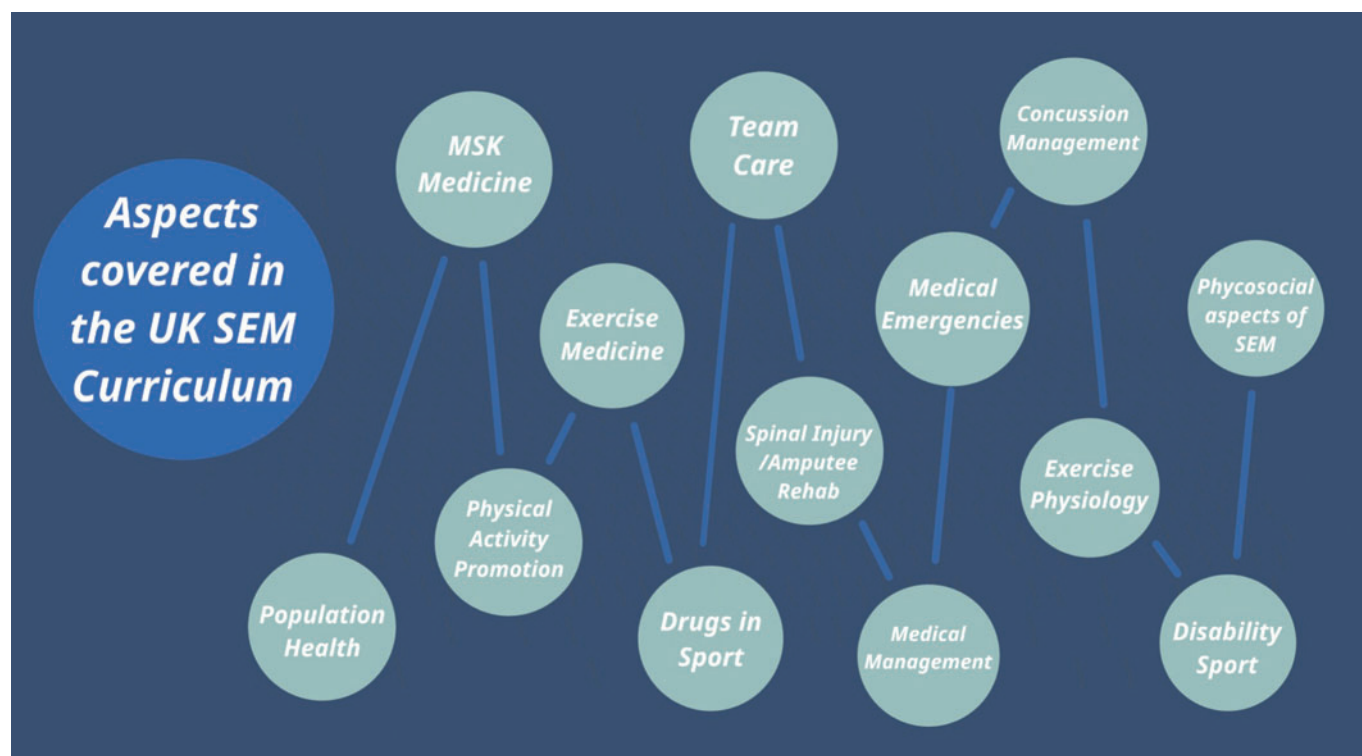 Aspects
covered in
the UK SEM
Curriculum
MSK
Medicine
Team
Care
Concussion
Management
Exercise
Medicine
Medical
Emergencies
Phycosocial
aspects of
SEM
Spinal Injury
/Amputee
Rehab
Exercise
Physiology
Physical
Activity
Promotion
Population
Health
Drugs in
Sport
Medical
Management
Disability
Sport